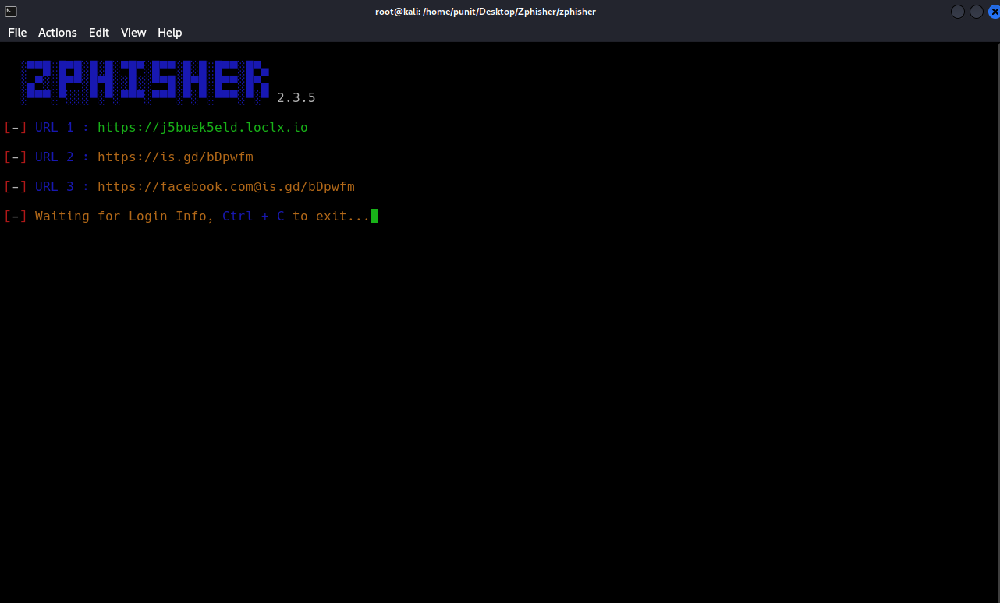 root@kali: /home/punit/Desktop/Zphisher/zphisher
File Actions Edit View Help
ZPHISHER 2.3.5
[-] URL 1 : https://j5buek5eld.loclx.io
[-] URL 2 : https://is.gd/bDpwfm
[-] URL 3 : https://facebook.com@is.gd/bDpwfm
[-] Waiting for Login Info, Ctrl + C to exit...